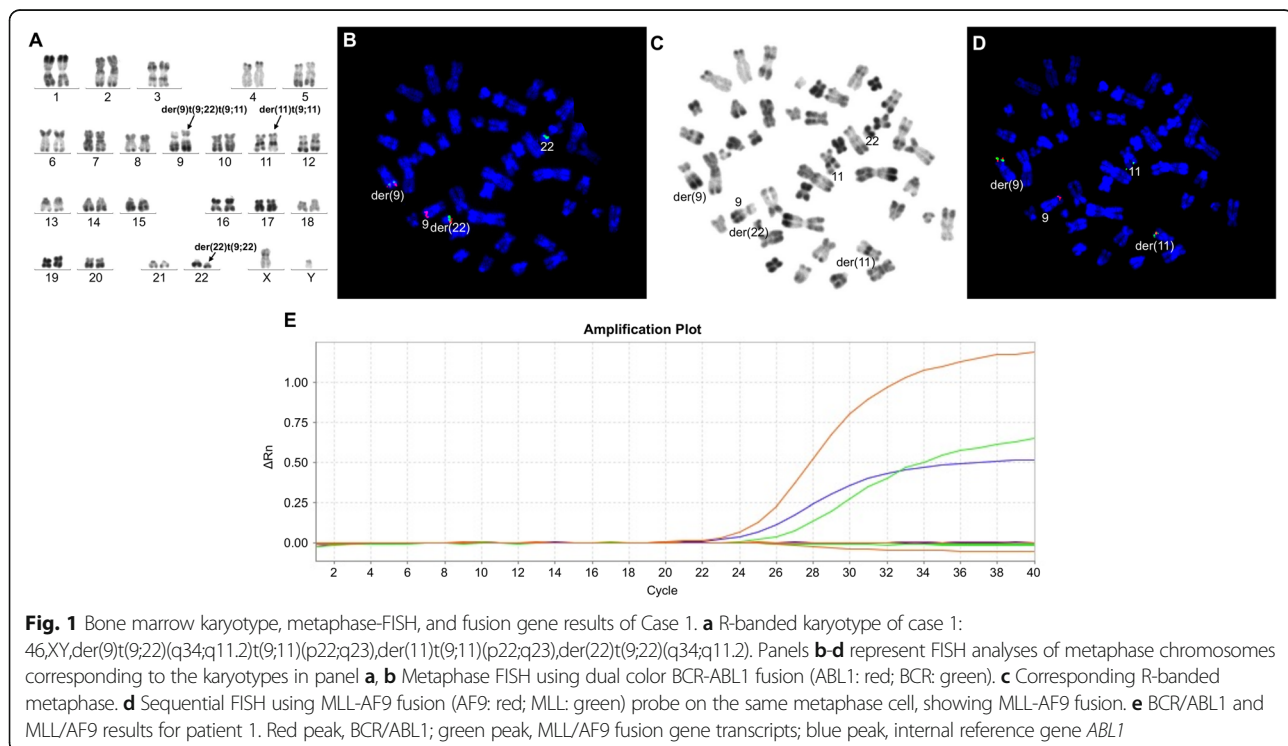 A
B
C
D
der(9)t(9;22)t(9;11)
der(11)t(9;11)
1 2 3 4 5
6 7 8 9 10 11 12
13 14 15 16 17 18
der(22)t(9;22)
19 20 21 22 X Y
22
der(9)
9
der(22)
22
11
der(9)
9
der(22)
der(11)
der(9)
11
9
der(11)
E
Amplification Plot
ΔRn
1.00
0.75
0.50
0.25
0.00
2 4 6 8 10 12 14 16 18 20 22 24 26 28 30 32 34 36 38 40
Cycle
Fig. 1 Bone marrow karyotype, metaphase-FISH, and fusion gene results of Case 1. a R-banded karyotype of case 1:
46,XY,der(9)t(9;22)(q34;q11.2)t(9;11)(p22;q23),der(11)t(9;11)(p22;q23),der(22)t(9;22)(q34;q11.2). Panels b-d represent FISH analyses of metaphase chromosomes
corresponding to the karyotypes in panel a, b Metaphase FISH using dual color BCR-ABL1 fusion (ABL1: red; BCR: green). c Corresponding R-banded
metaphase. d Sequential FISH using MLL-AF9 fusion (AF9: red; MLL: green) probe on the same metaphase cell, showing MLL-AF9 fusion. e BCR/ABL1 and
MLL/AF9 results for patient 1. Red peak, BCR/ABL1; green peak, MLL/AF9 fusion gene transcripts; blue peak, internal reference gene ABL1